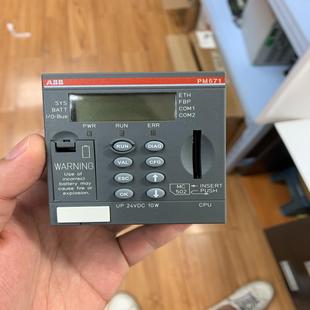 ABB PM571
SYS
BATT
I/O-Bus
ETH
FBP
COM1
COM2
PWR RUN ERR
RUN DIAG
VAL CFG
ESC ↑
OK ↓
WARNING
Use of
incorrect
battery may
cause fire or
explosion.
MC
502
INSERT
PUSH
UP 24VDC 10W CPU